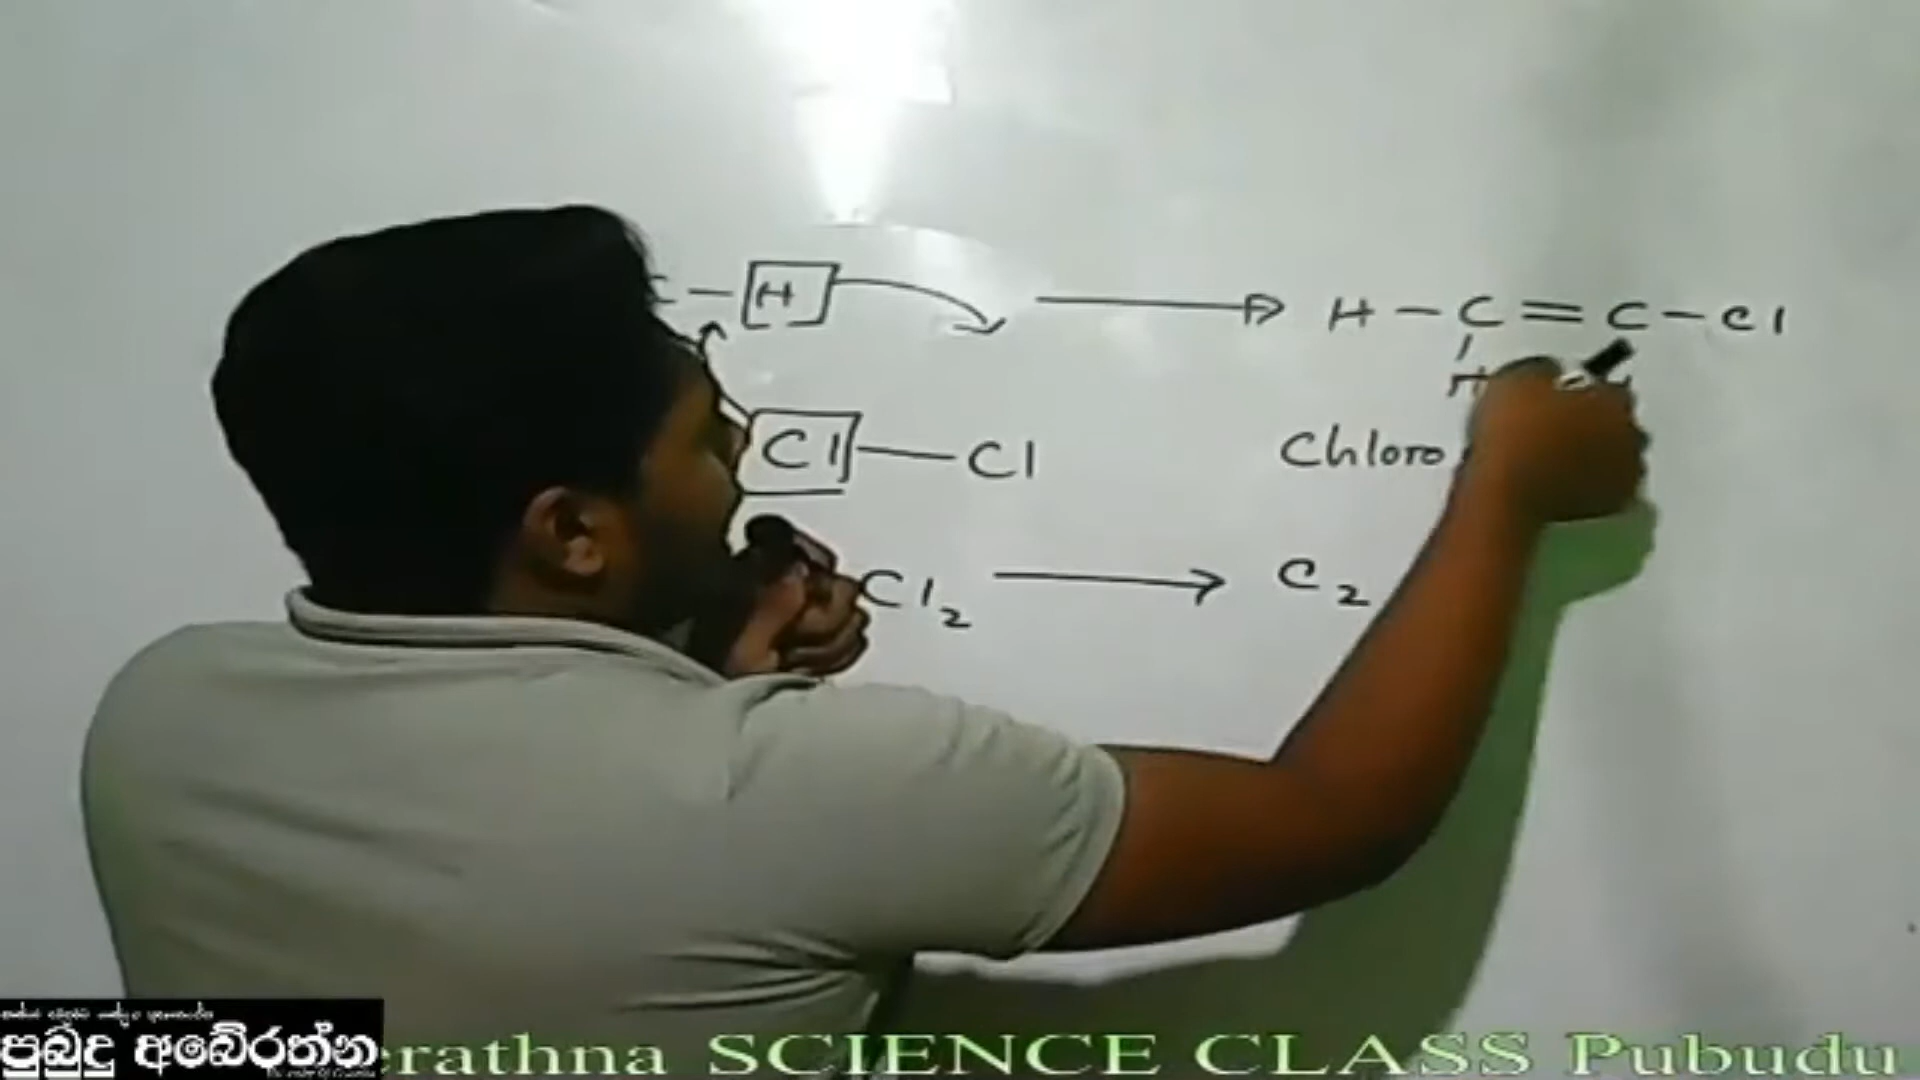 C-H H-C=C-Cl
H
Cl-Cl Chloro
Cl2 → C2
පුබුදු අබේරත්න
erathna SCIENCE CLASS Pubudu